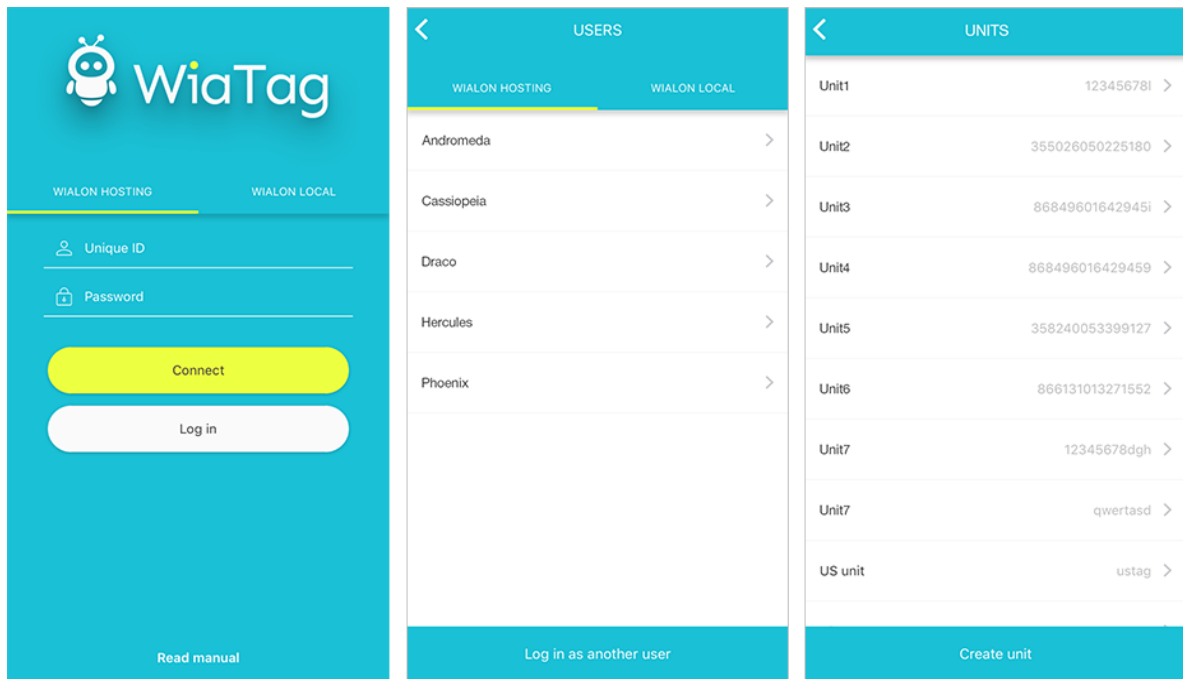 WiaTag
WIALON HOSTING WIALON LOCAL
Unique ID
Password
Connect
Log in
Read manual
USERS
WIALON HOSTING WIALON LOCAL
Andromeda
Cassiopeia
Draco
Hercules
Phoenix
Log in as another user
UNITS
Unit1 12345678l
Unit2 355026050225180
Unit3 86849601642945i
Unit4 868496016429459
Unit5 358240053399127
Unit6 866131013271552
Unit7 12345678dgh
Unit7 qwertasd
US unit ustag
Create unit